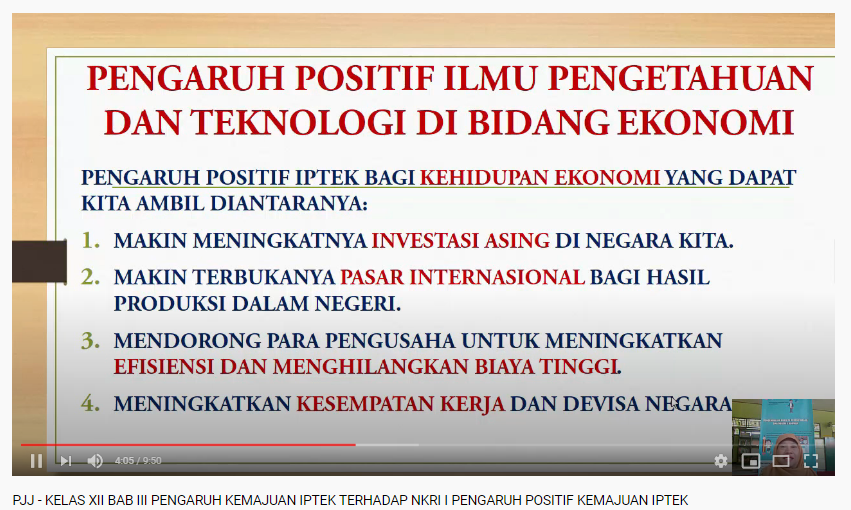 PENGARUH POSITIF ILMU PENGETAHUAN
DAN TEKNOLOGI DI BIDANG EKONOMI
PENGARUH POSITIF IPTEK BAGI KEHIDUPAN EKONOMI YANG DAPAT
KITA AMBIL DIANTARANYA:
1. MAKIN MENINGKATNYA INVESTASI ASING DI NEGARA KITA.
2. MAKIN TERBUKANYA PASAR INTERNASIONAL BAGI HASIL
PRODUKSI DALAM NEGERI.
3. MENDORONG PARA PENGUSAHA UNTUK MENINGKATKAN
EFISIENSI DAN MENGHILANGKAN BIAYA TINGGI.
4. MENINGKATKAN KESEMPATAN KERJA DAN DEVISA NEGARA
4:05 / 9:50
PJJ - KELAS XII BAB III PENGARUH KEMAJUAN IPTEK TERHADAP NKRI I PENGARUH POSITIF KEMAJUAN IPTEK